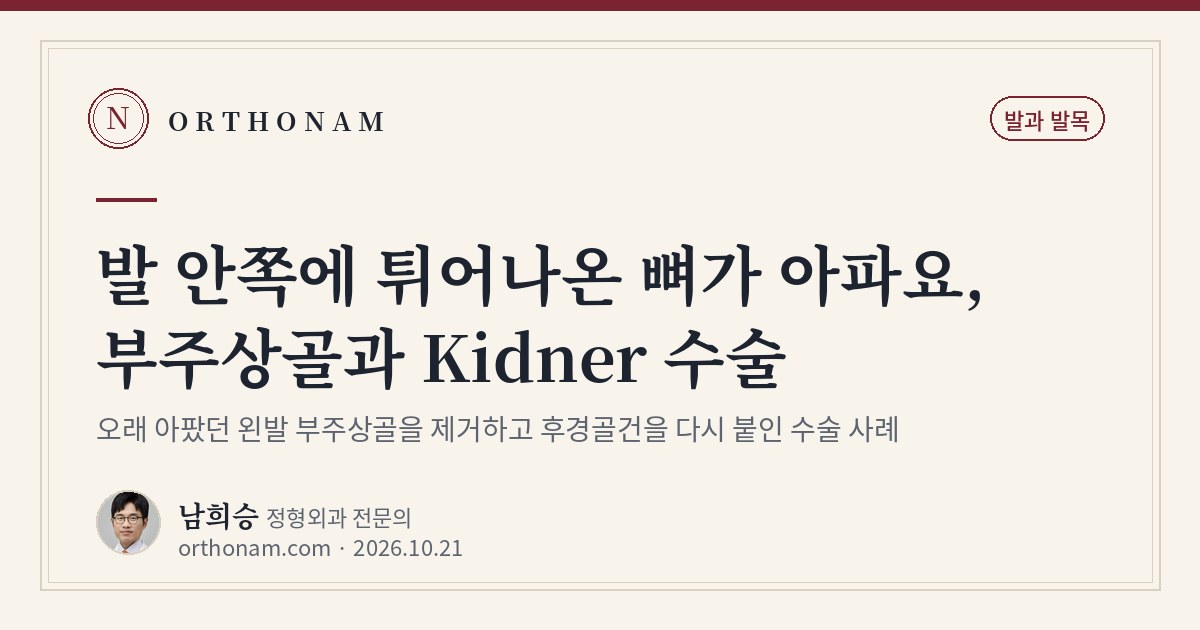 N
ORTHONAM
발과 발목
발 안쪽에 튀어나온 뼈가 아파요,
부주상골과 Kidner 수술
오래 아팠던 왼발 부주상골을 제거하고 후경골건을 다시 붙인 수술 사례
남희승 정형외과 전문의
orthonam.com · 2026.10.21